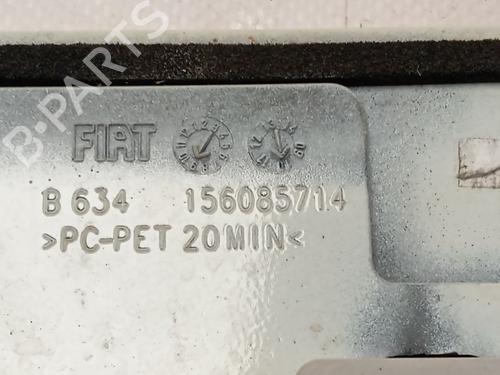 B-PARTS
FIAT
B 634 156085714
>PC-PET 20MIN<